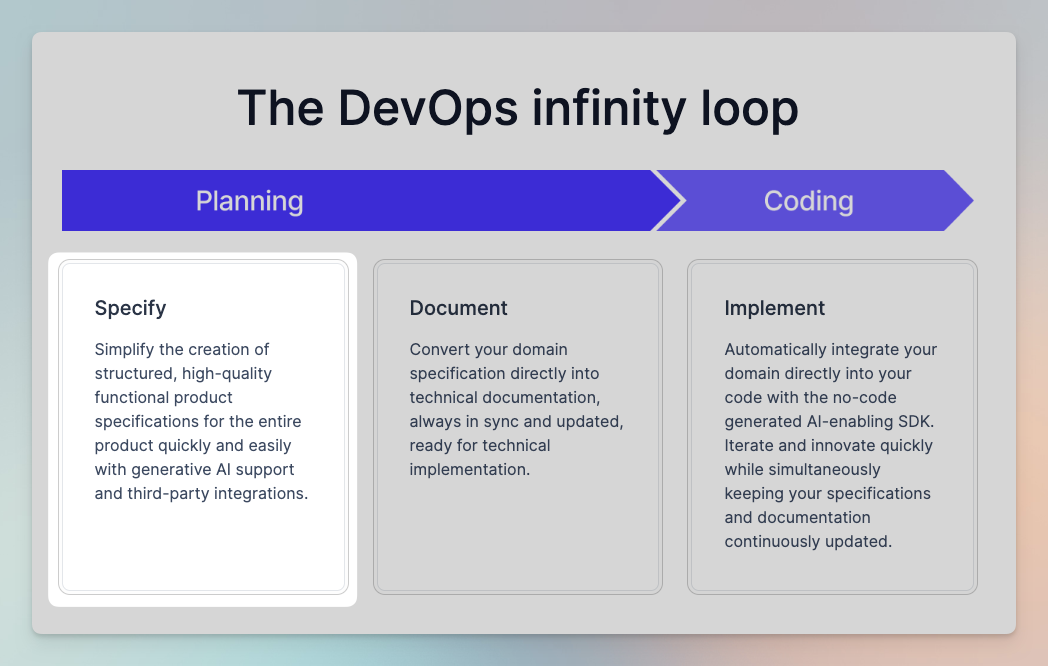 The DevOps infinity loop
Planning
Coding
Specify
Simplify the creation of
structured, high-quality
functional product
specifications for the entire
product quickly and easily
with generative AI support
and third-party integrations.
Document
Convert your domain
specification directly into
technical documentation,
always in sync and updated,
ready for technical
implementation.
Implement
Automatically integrate your
domain directly into your
code with the no-code
generated AI-enabling SDK.
Iterate and innovate quickly
while simultaneously
keeping your specifications
and documentation
continuously updated.